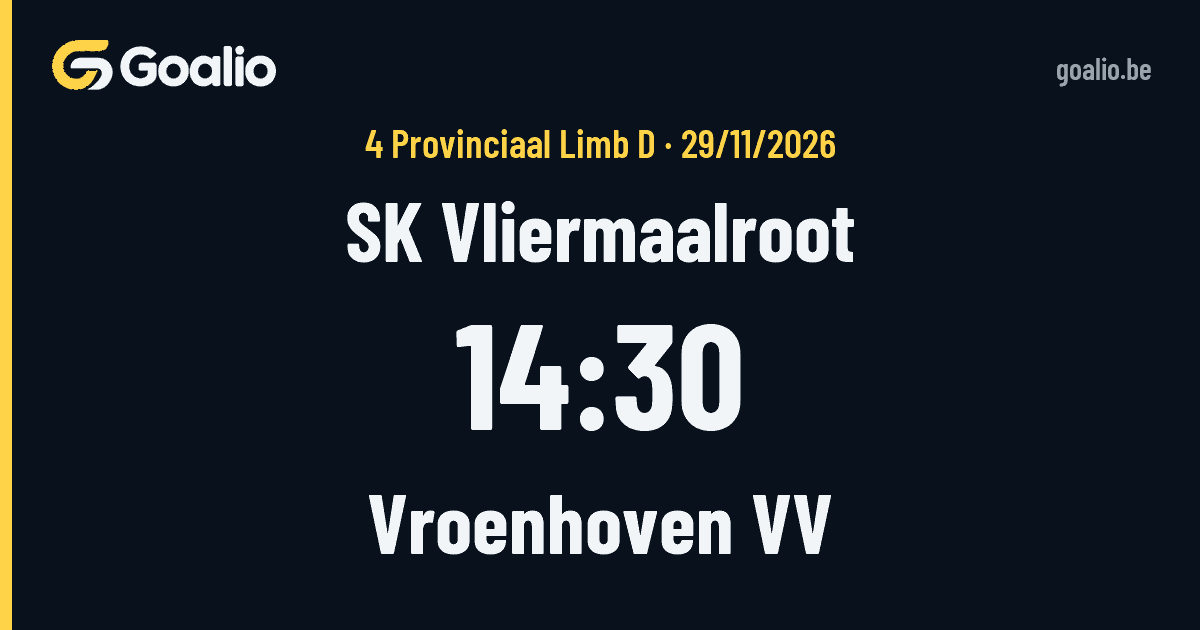 Goalio
goalio.be
4 Provinciaal Limb D · 29/11/2026
SK Vliermaalroot
14:30
Vroenhoven VV